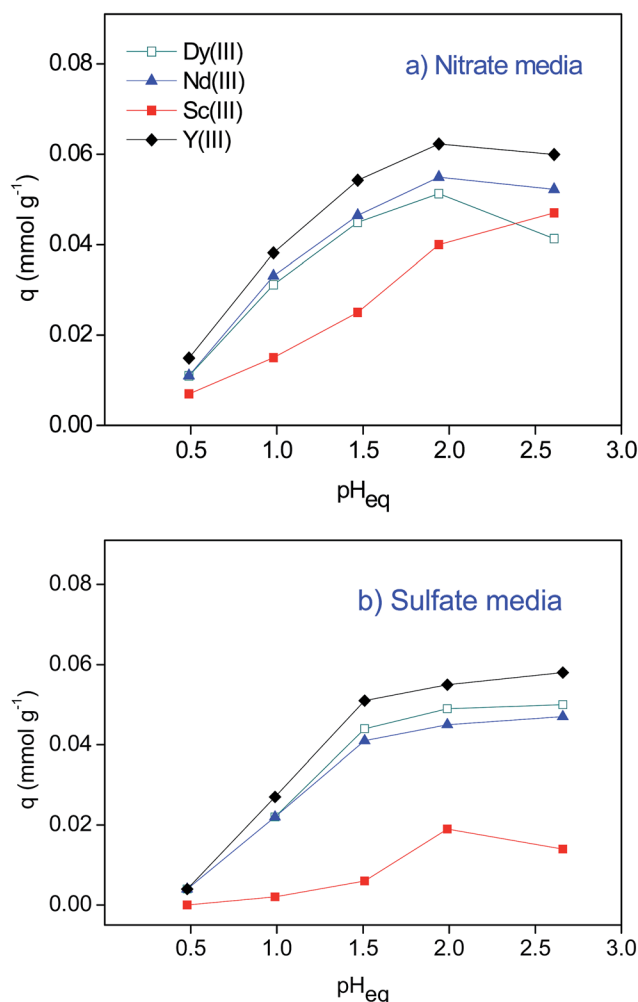 a) Nitrate media
Dy(III)
Nd(III)
Sc(III)
Y(III)
0.08
0.06
0.04
0.02
0.00
q (mmol g⁻¹)
0.5 1.0 1.5 2.0 2.5 3.0
pHeq
b) Sulfate media
0.08
0.06
0.04
0.02
0.00
q (mmol g⁻¹)
0.5 1.0 1.5 2.0 2.5 3.0
pHeq